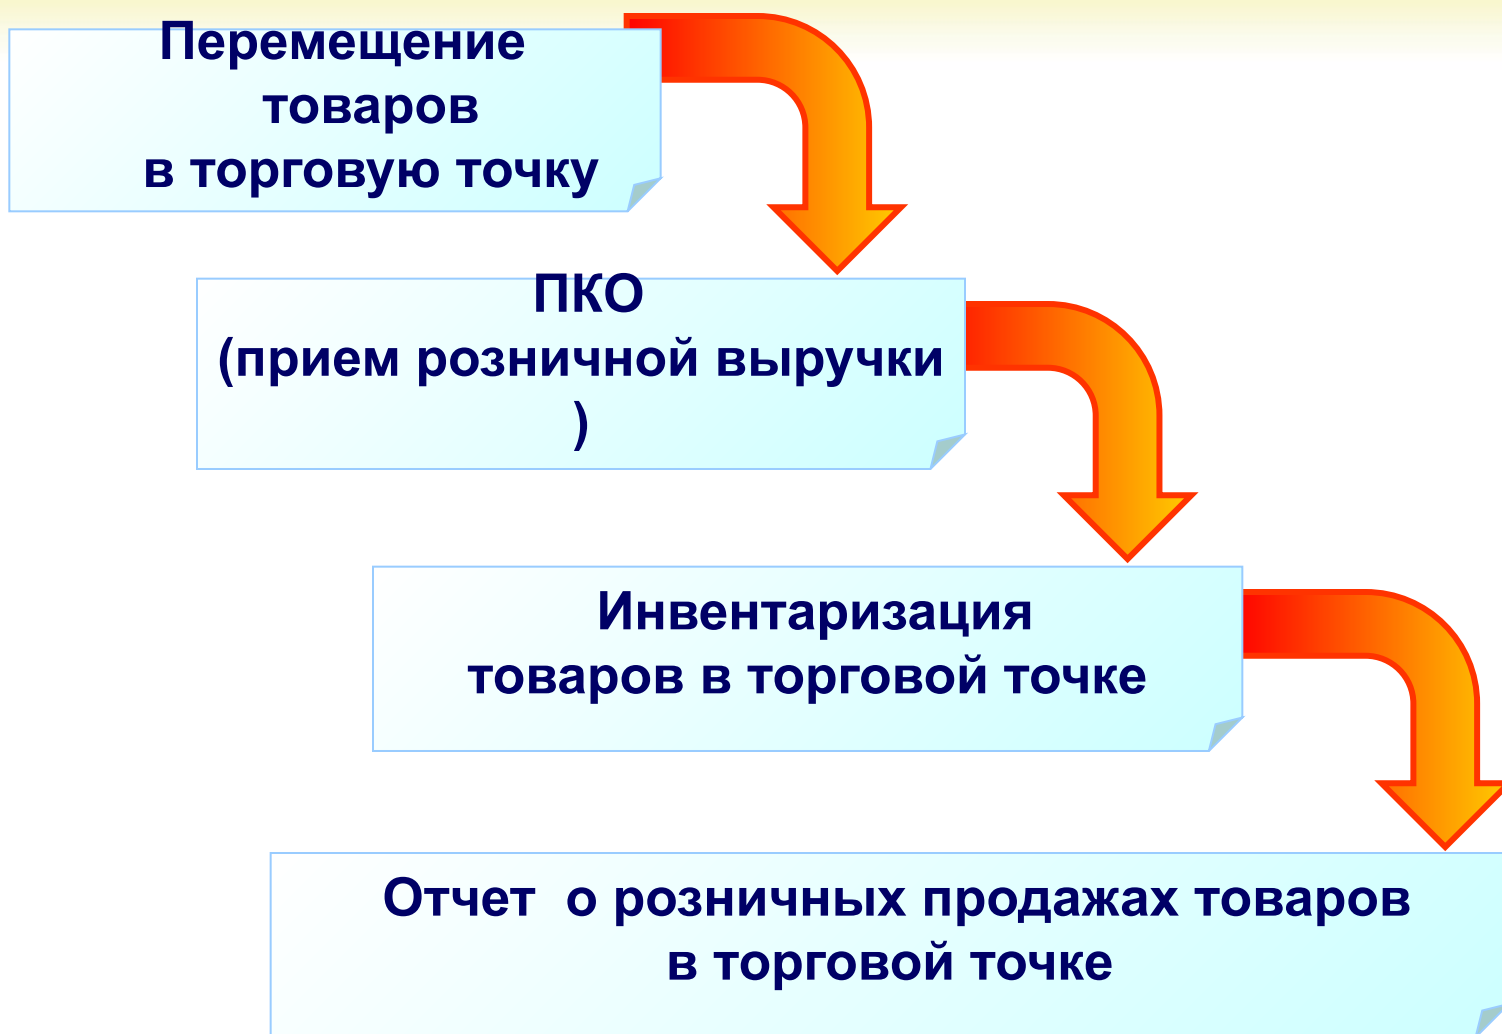 Перемещение
товаров
в торговую точку
ПКО
(прием розничной выручки
)
Инвентаризация
товаров в торговой точке
Отчет  о розничных продажах товаров
в торговой точке